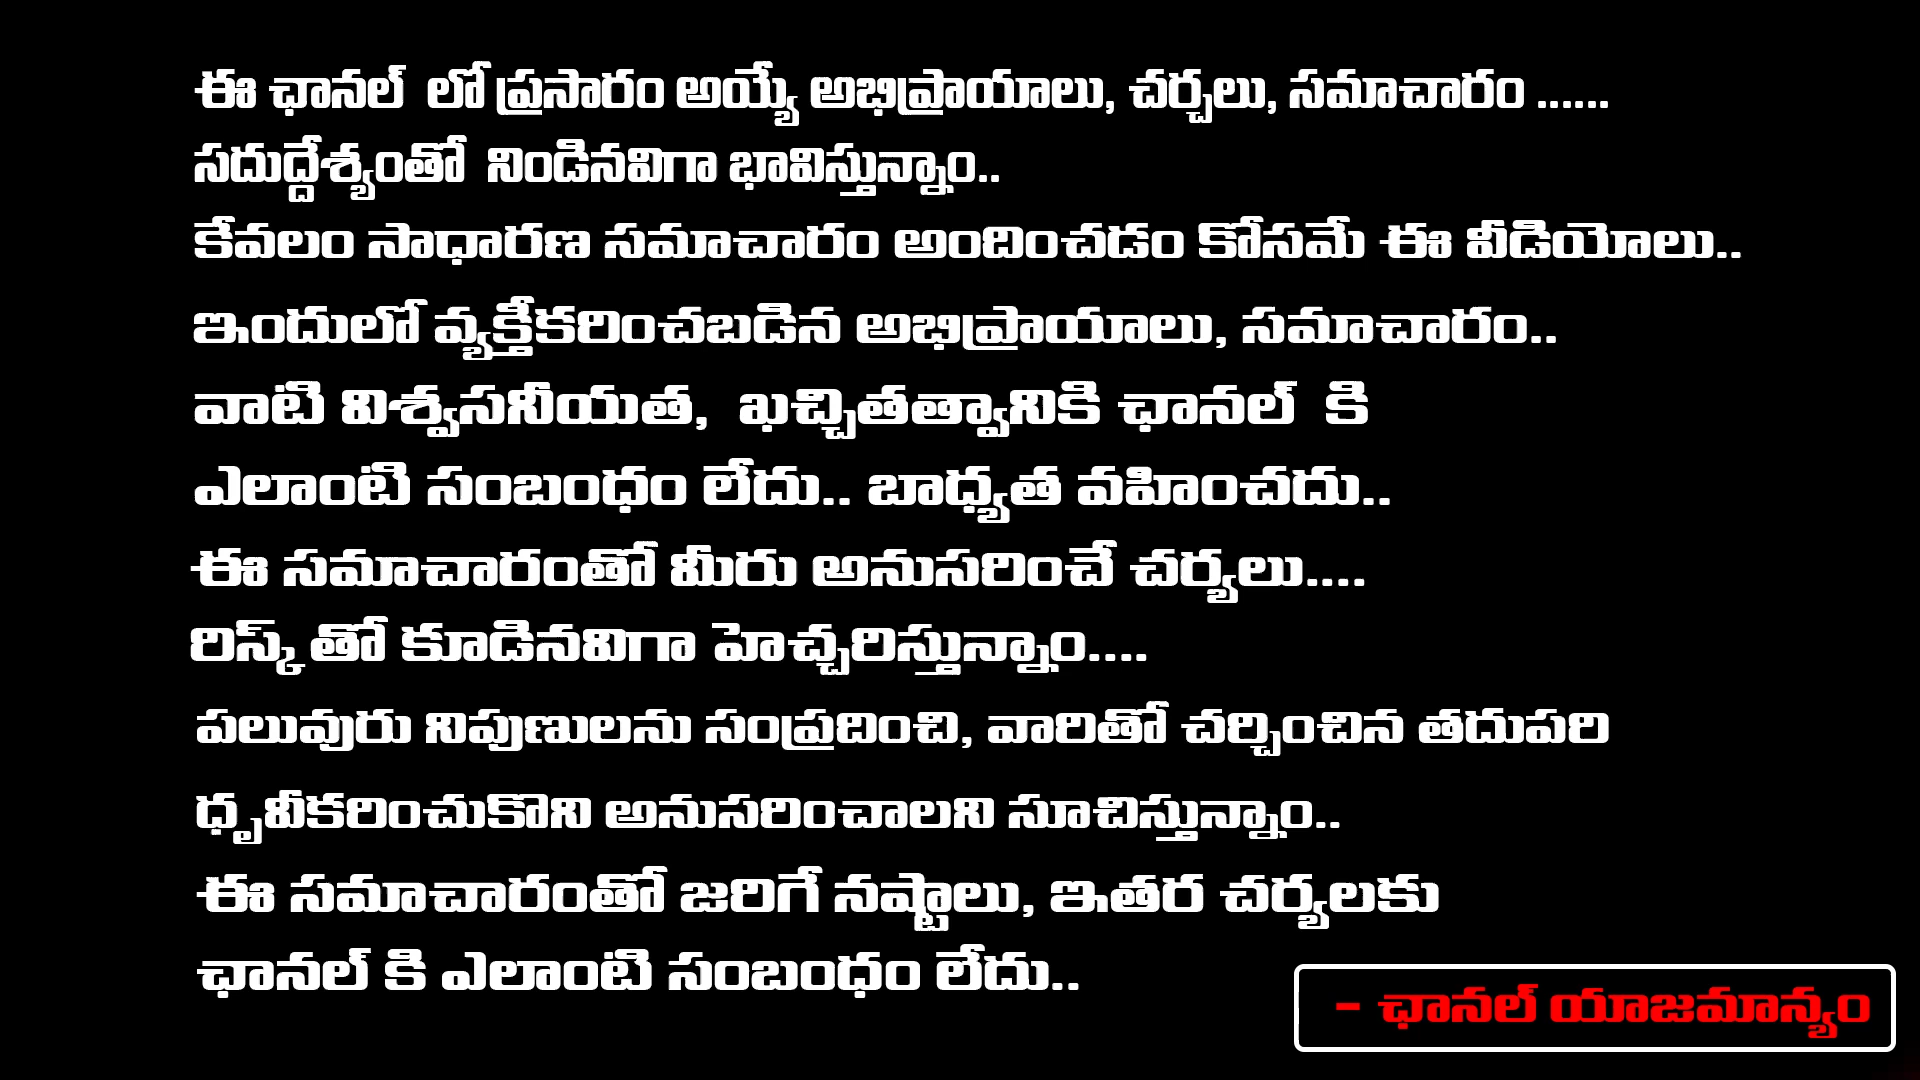 ఈ ఛానల్ లో ప్రసారం అయ్యే అభిప్రాయాలు, చర్చలు, సమాచారం ......
సదుద్దేశ్యంతో నిండినవిగా భావిస్తున్నాం..
కేవలం సాధారణ సమాచారం అందించడం కోసమే ఈ వీడియోలు..
ఇందులో వ్యక్తీకరించబడిన అభిప్రాయాలు, సమాచారం..
వాటి విశ్వసనీయత, ఖచ్చితత్వానికి ఛానల్ కి
ఎలాంటి సంబంధం లేదు.. బాధ్యత వహించదు..
ఈ సమాచారంతో మీరు అనుసరించే చర్యలు....
రిస్క్ తో కూడినవిగా హెచ్చరిస్తున్నాం....
పలువురు నిపుణులను సంప్రదించి, వారితో చర్చించిన తదుపరి
ధృవీకరించుకొని అనుసరించాలని సూచిస్తున్నాం..
ఈ సమాచారంతో జరిగే నష్టాలు, ఇతర చర్యలకు
ఛానల్ కి ఎలాంటి సంబంధం లేదు..
- ఛానల్ యాజమాన్యం